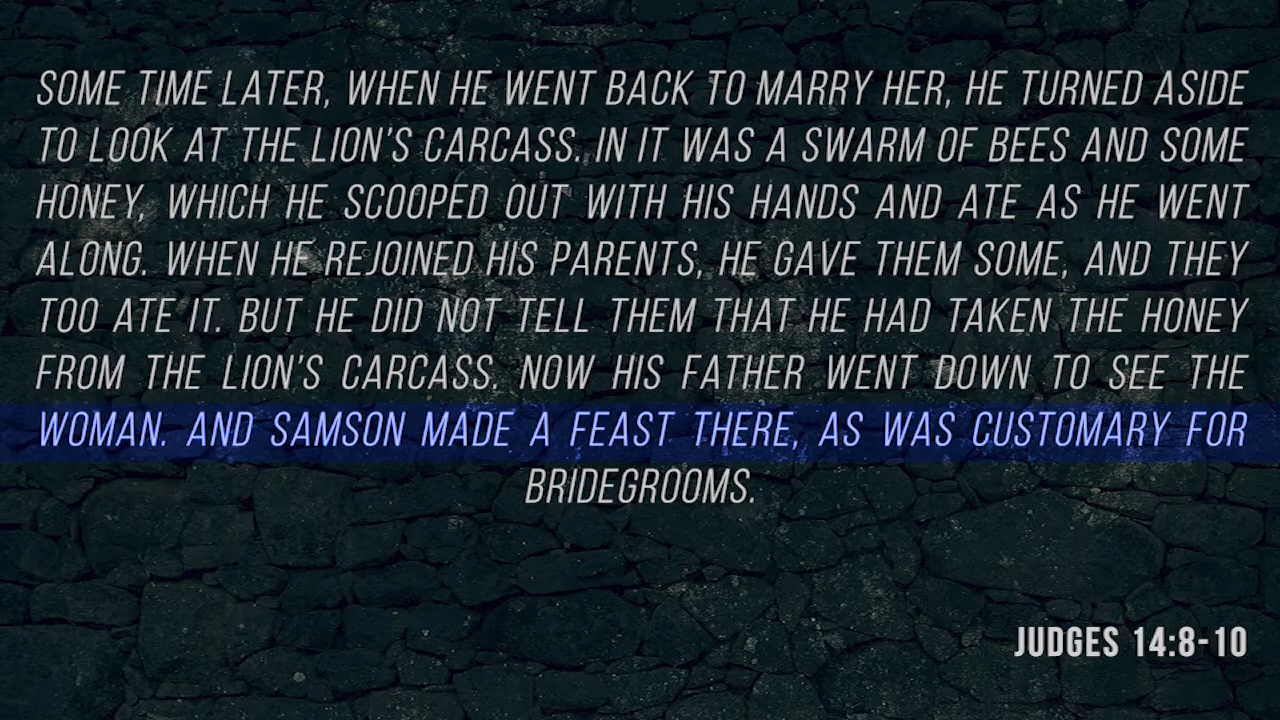 SOME TIME LATER, WHEN HE WENT BACK TO MARRY HER, HE TURNED ASIDE
TO LOOK AT THE LION'S CARCASS. IN IT WAS A SWARM OF BEES AND SOME
HONEY, WHICH HE SCOOPED OUT WITH HIS HANDS AND ATE AS HE WENT
ALONG. WHEN HE REJOINED HIS PARENTS, HE GAVE THEM SOME, AND THEY
TOO ATE IT. BUT HE DID NOT TELL THEM THAT HE HAD TAKEN THE HONEY
FROM THE LION'S CARCASS. NOW HIS FATHER WENT DOWN TO SEE THE
WOMAN. AND SAMSON MADE A FEAST THERE, AS WAS CUSTOMARY FOR
BRIDEGROOMS.
JUDGES 14:8-10